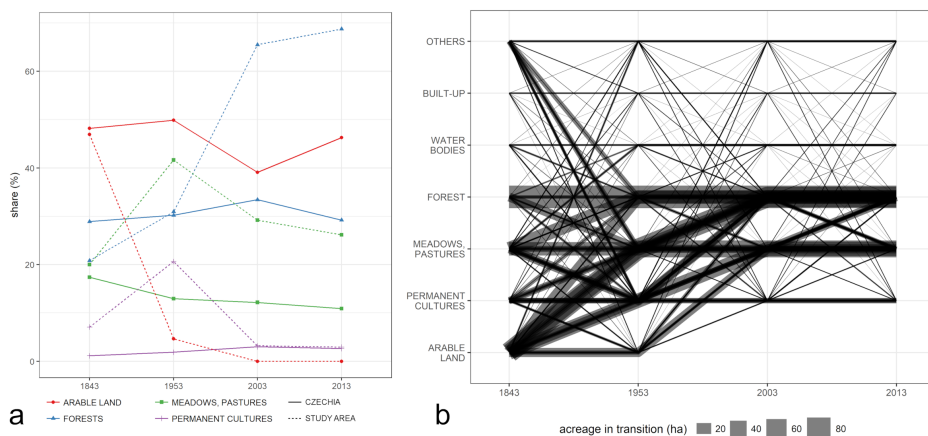 60
40
20
0
share (%)
1843
1953
2003
2013
ARABLE LAND
MEADOWS, PASTURES
CZECHIA
FORESTS
PERMANENT CULTURES
STUDY AREA
a
OTHERS
BUILT-UP
WATER
BODIES
FOREST
MEADOWS,
PASTURES
PERMANENT
CULTURES
ARABLE
LAND
1843
1953
2003
2013
acreage in transition (ha)
20
40
60
80
b